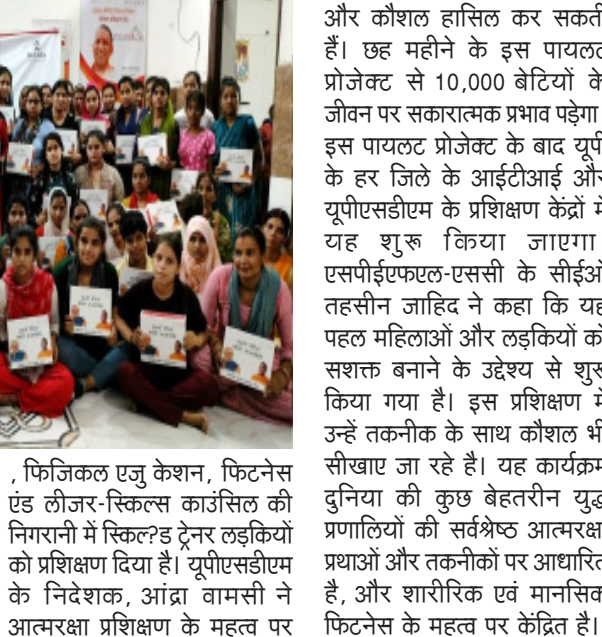 , फिजिकल एजु केशन, फिटनेस
एंड लीजर-स्किल्स काउंसिल की
निगरानी में स्किल?ड ट्रेनर लड़कियों
को प्रशिक्षण दिया है। यूपीएसडीएम
के निदेशक, आंद्रा वामसी ने
आत्मरक्षा प्रशिक्षण के महत्व पर
और कौशल हासिल कर सकती
हैं। छह महीने के इस पायलट
प्रोजेक्ट से 10,000 बेटियों के
जीवन पर सकारात्मक प्रभाव पड़ेगा
इस पायलट प्रोजेक्ट के बाद यूपी
के हर जिले के आईटीआई और
यूपीएसडीएम के प्रशिक्षण केंद्रों में
यह शुरू किया जाएगा
एसपीईएफएल-एससी के सीईओ
तहसीन जाहिद ने कहा कि यह
पहल महिलाओं और लड़कियों को
सशक्त बनाने के उद्देश्य से शुरू
किया गया है। इस प्रशिक्षण में
उन्हें तकनीक के साथ कौशल भी
सीखाए जा रहे है। यह कार्यक्रम
दुनिया की कुछ बेहतरीन युद्ध
प्रणालियों की सर्वश्रेष्ठ आत्मरक्षा
प्रथाओं और तकनीकों पर आधारित
है, और शारीरिक एवं मानसिक
फिटनेस के महत्व पर केंद्रित है।